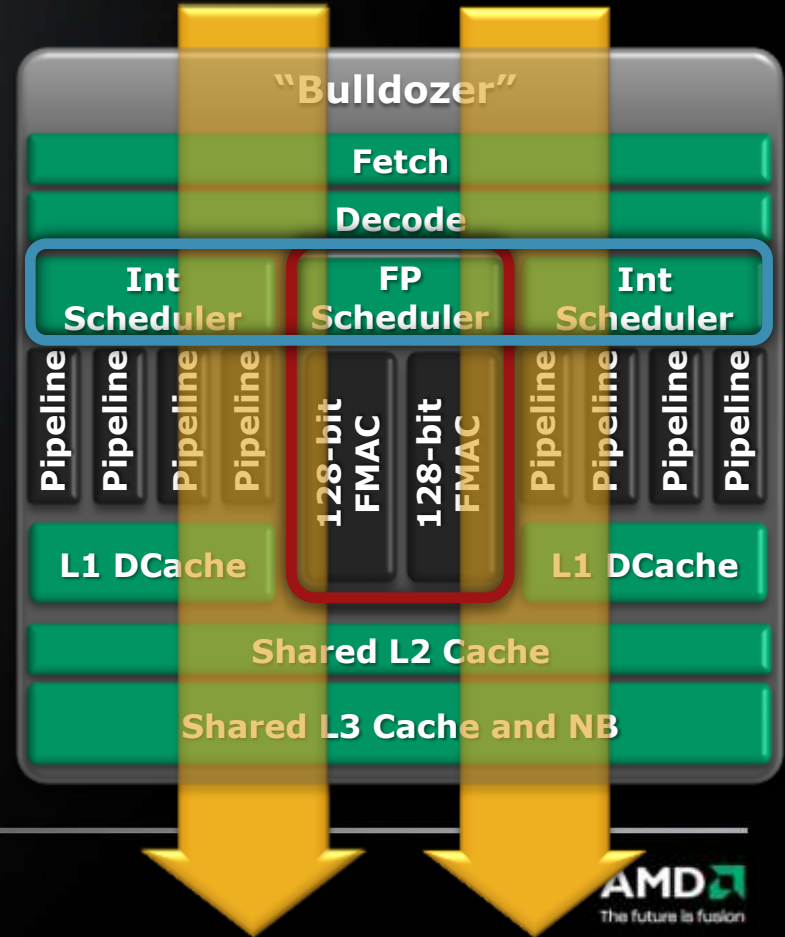 “Bulldozer”
Fetch
Decode
Int
Scheduler
FP
Scheduler
Int
Scheduler
Pipeline
Pipeline
Pipeline
Pipeline
128-bit
FMAC
128-bit
FMAC
Pipeline
Pipeline
Pipeline
Pipeline
L1 DCache
L1 DCache
Shared L2 Cache
Shared L3 Cache and NB
AMD
The future is fusion